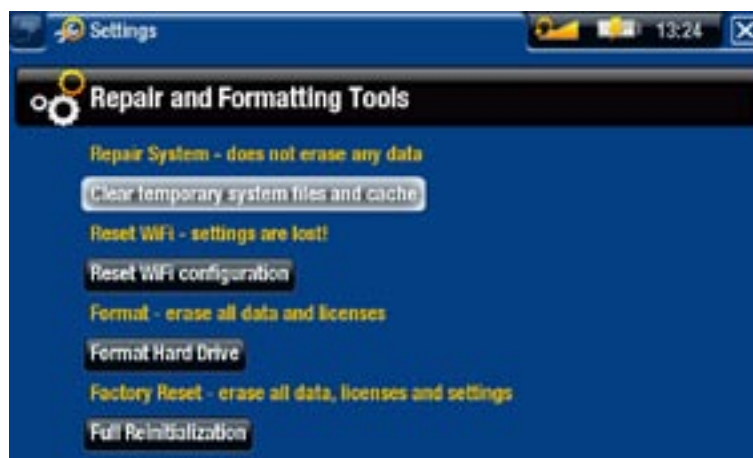 Settings
13:24
Repair and Formatting Tools
Repair System - does not erase any data
Clear temporary system files and cache
Reset WiFi - settings are lost!
Reset WiFi configuration
Format - erase all data and licenses
Format Hard Drive
Factory Reset - erase all data, licenses and settings
Full Reinitialization